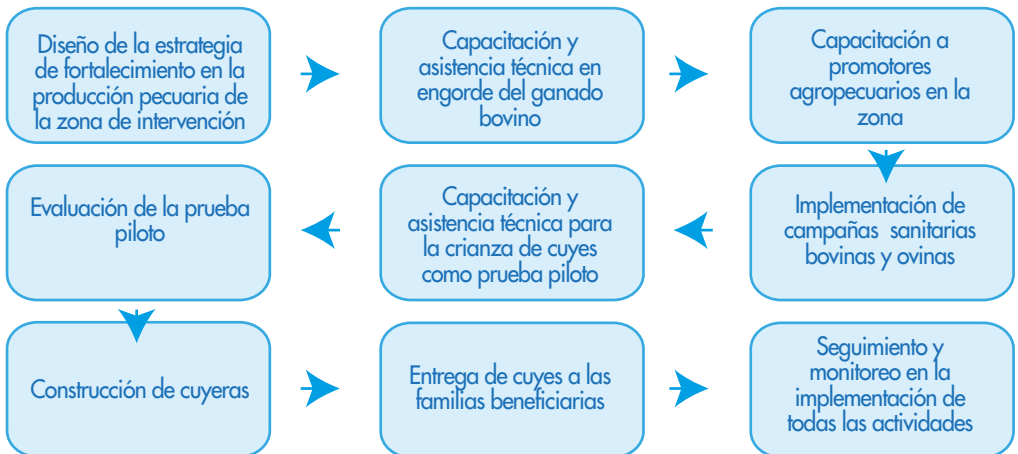 Diseño de la estrategia
de fortalecimiento en la
producción pecuaria de
la zona de intervención
Capacitación y
asistencia técnica en
engorde del ganado
bovino
Capacitación a
promotores
agropecuarios en la
zona
Implementación de
campañas sanitarias
bovinas y ovinas
Capacitación y
asistencia técnica para
la crianza de cuyes
como prueba piloto
Evaluación de la prueba
piloto
Construcción de cuyeras
Entrega de cuyes a las
familias beneficiarias
Seguimiento y
monitoreo en la
implementación de
todas las actividades